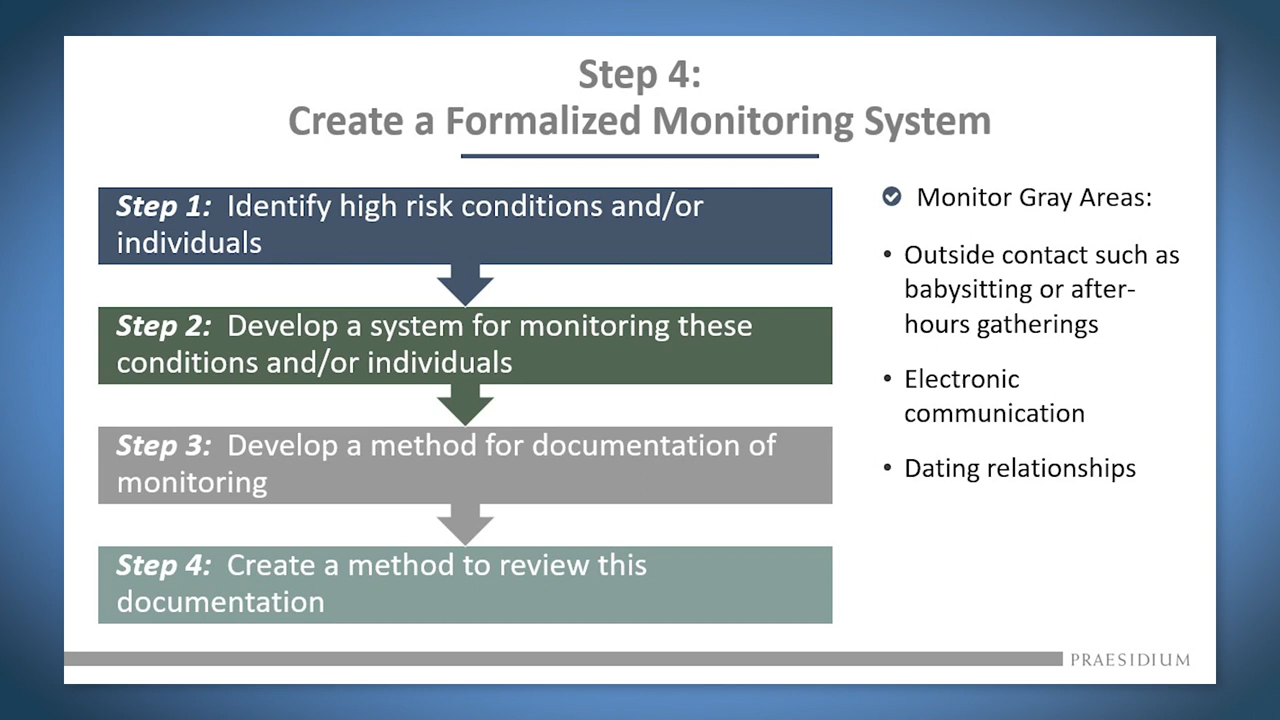 Step 4:
Create a Formalized Monitoring System
Step 1: Identify high risk conditions and/or
individuals
Step 2: Develop a system for monitoring these
conditions and/or individuals
Step 3: Develop a method for documentation of
monitoring
Step 4: Create a method to review this
documentation
Monitor Gray Areas:
• Outside contact such as
babysitting or after-
hours gatherings
• Electronic
communication
• Dating relationships
PRAESIDIUM